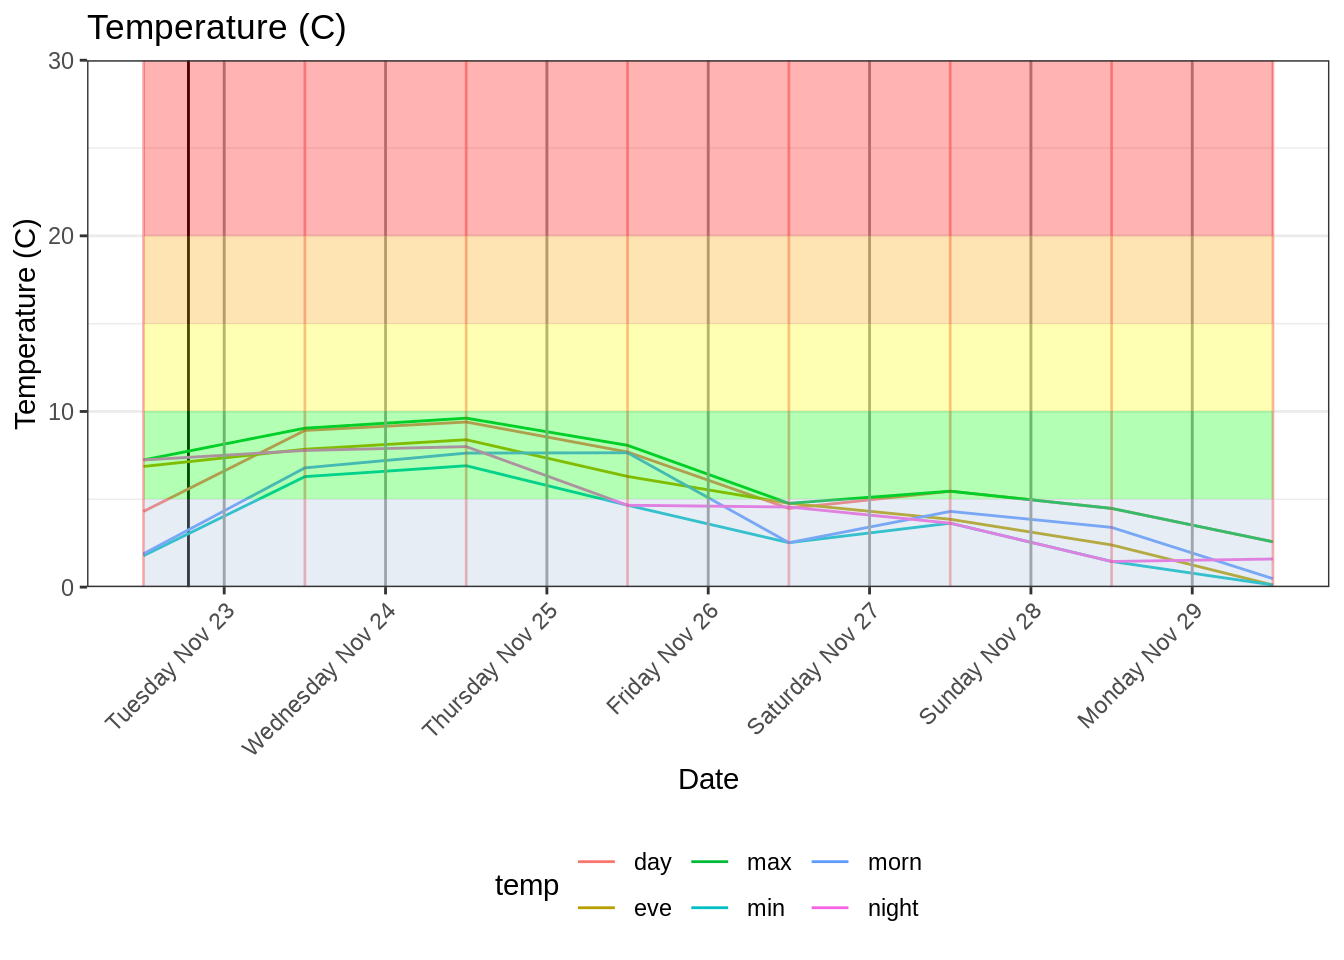 Temperature (C)
Temperature (C)
30
20
10
0
Tuesday Nov 23
Wednesday Nov 24
Thursday Nov 25
Friday Nov 26
Saturday Nov 27
Sunday Nov 28
Monday Nov 29
Date
temp
day
max
morn
eve
min
night